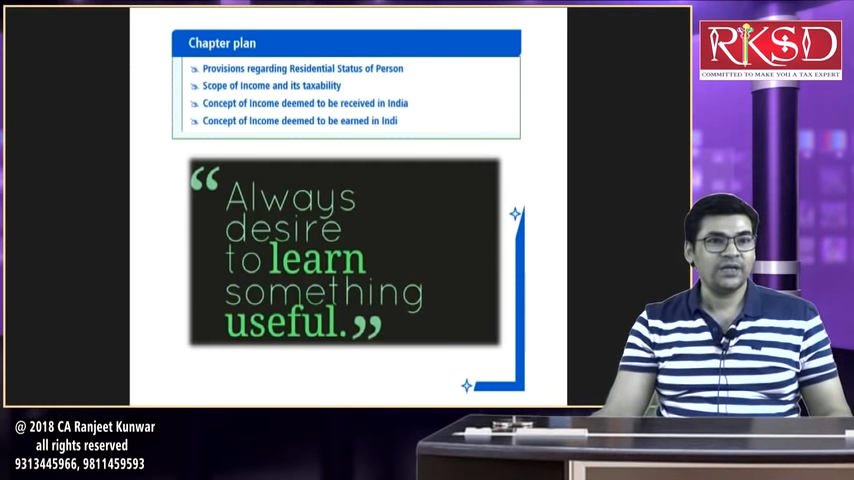 Chapter plan
Provisions regarding Residential Status of Person
Scope of Income and its taxability
Concept of Income deemed to be received in India
Concept of Income deemed to be earned in Indi
“Always
desire
to learn
something
useful.”
RKSD
COMMITTED TO MAKE YOU A TAX EXPERT
@ 2018 CA Ranjeet Kunwar
all rights reserved
9313445966, 9811459593